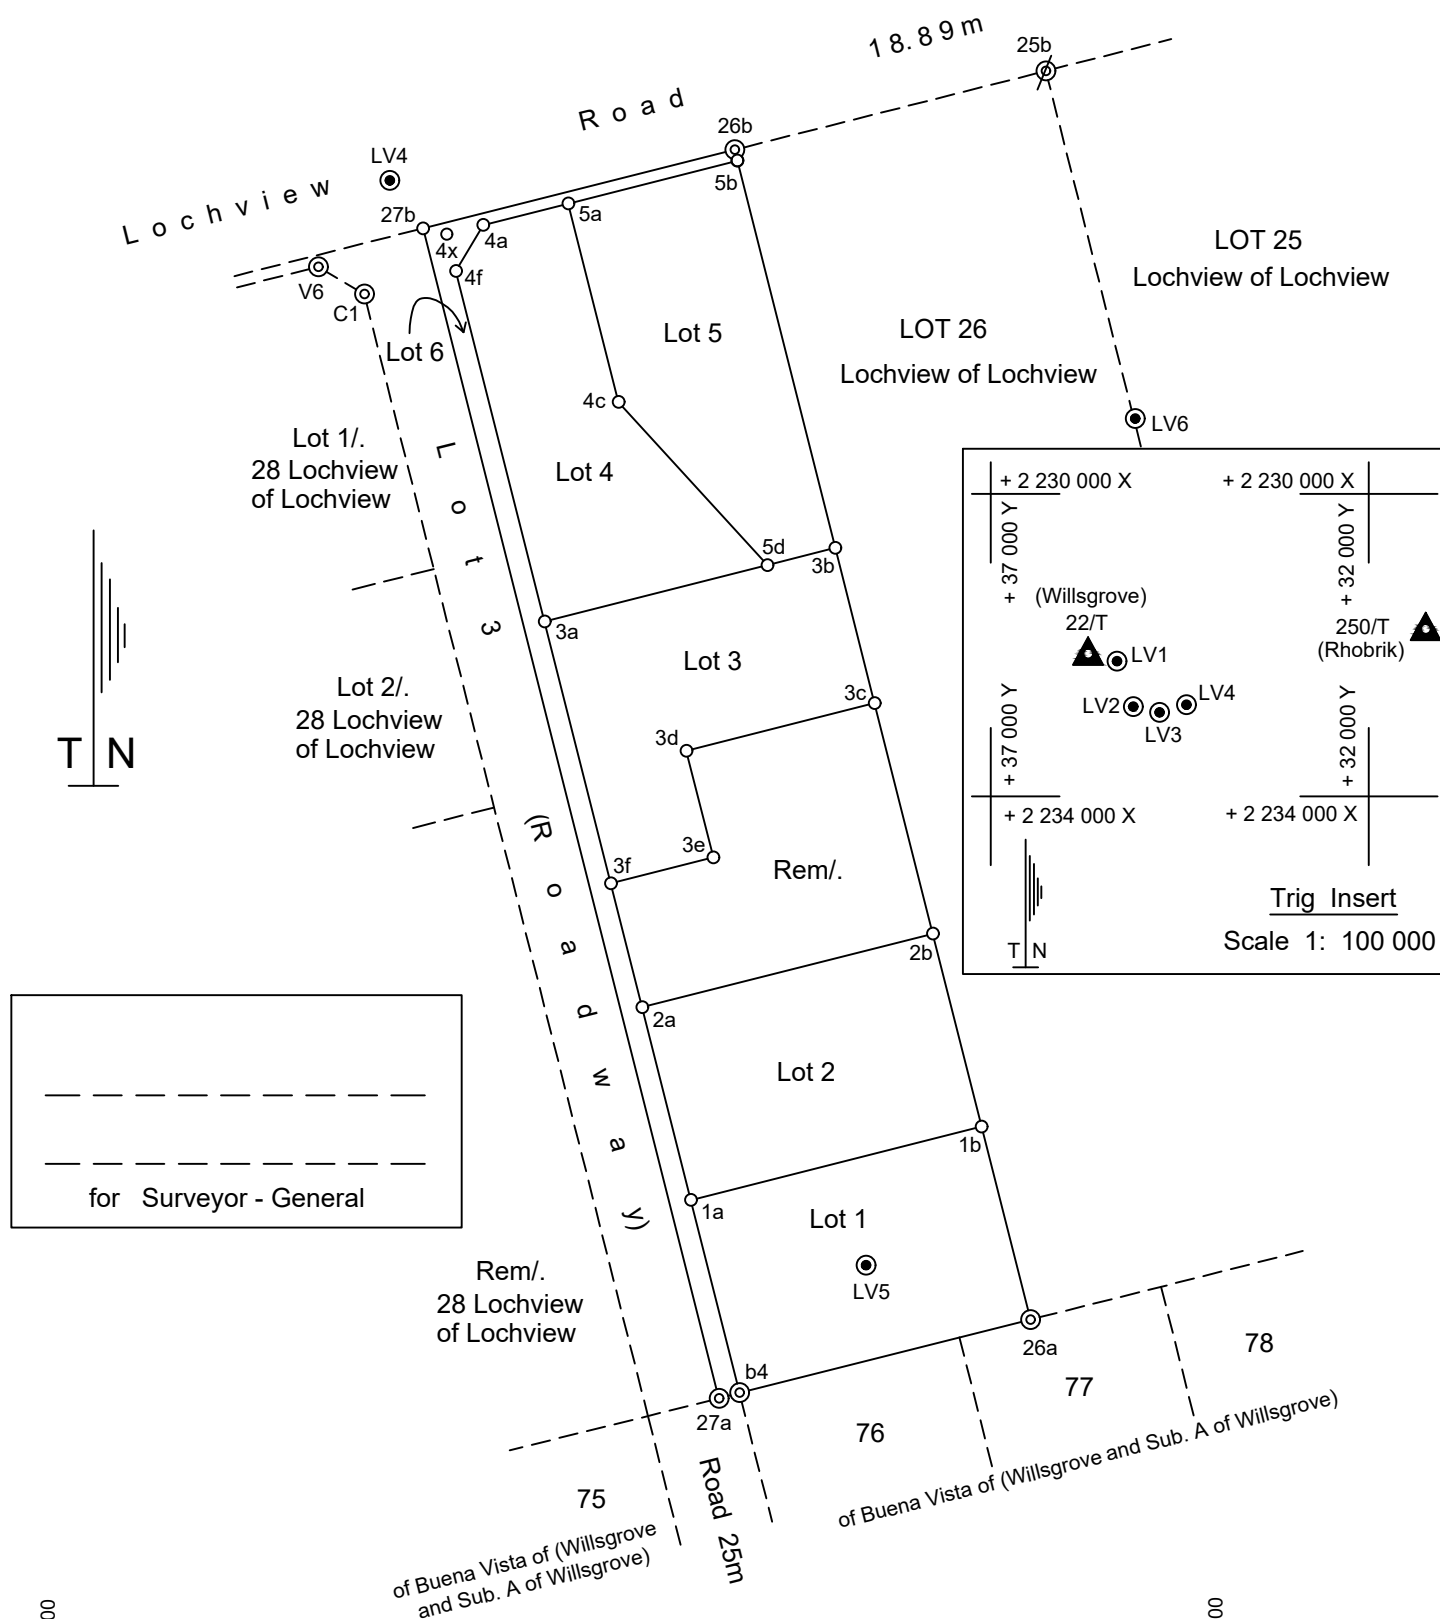 18.89m
25b
Road
26b
LV4
Lochview
27b
5b
5a
4a
4x
4f
V6
C1
LOT 25
Lochview of Lochview
Lot 5
LOT 26
Lochview of Lochview
Lot 6
4c
LV6
Lot 1/.
28 Lochview
of Lochview
Lot 4
Lot 3
(Roadway)
5d
3b
3a
Lot 3
3c
3d
Lot 2/.
28 Lochview
of Lochview
T N
3e
3f
Rem/.
2b
2a
Lot 2
1b
1a
Lot 1
LV5
Rem/.
28 Lochview
of Lochview
26a
b4
27a
75
76
77
78
of Buena Vista of (Willsgrove
and Sub. A of Willsgrove)
Road 25m
of Buena Vista of (Willsgrove and Sub. A of Willsgrove)
for Surveyor - General
+ 2 230 000 X
+ 2 230 000 X
+ 37 000 Y
+ 32 000 Y
(Willsgrove)
22/T
LV1
250/T
(Rhobrik)
LV2
LV3
LV4
+ 37 000 Y
+ 32 000 Y
+ 2 234 000 X
+ 2 234 000 X
T N
Trig Insert
Scale 1: 100 000
00
00